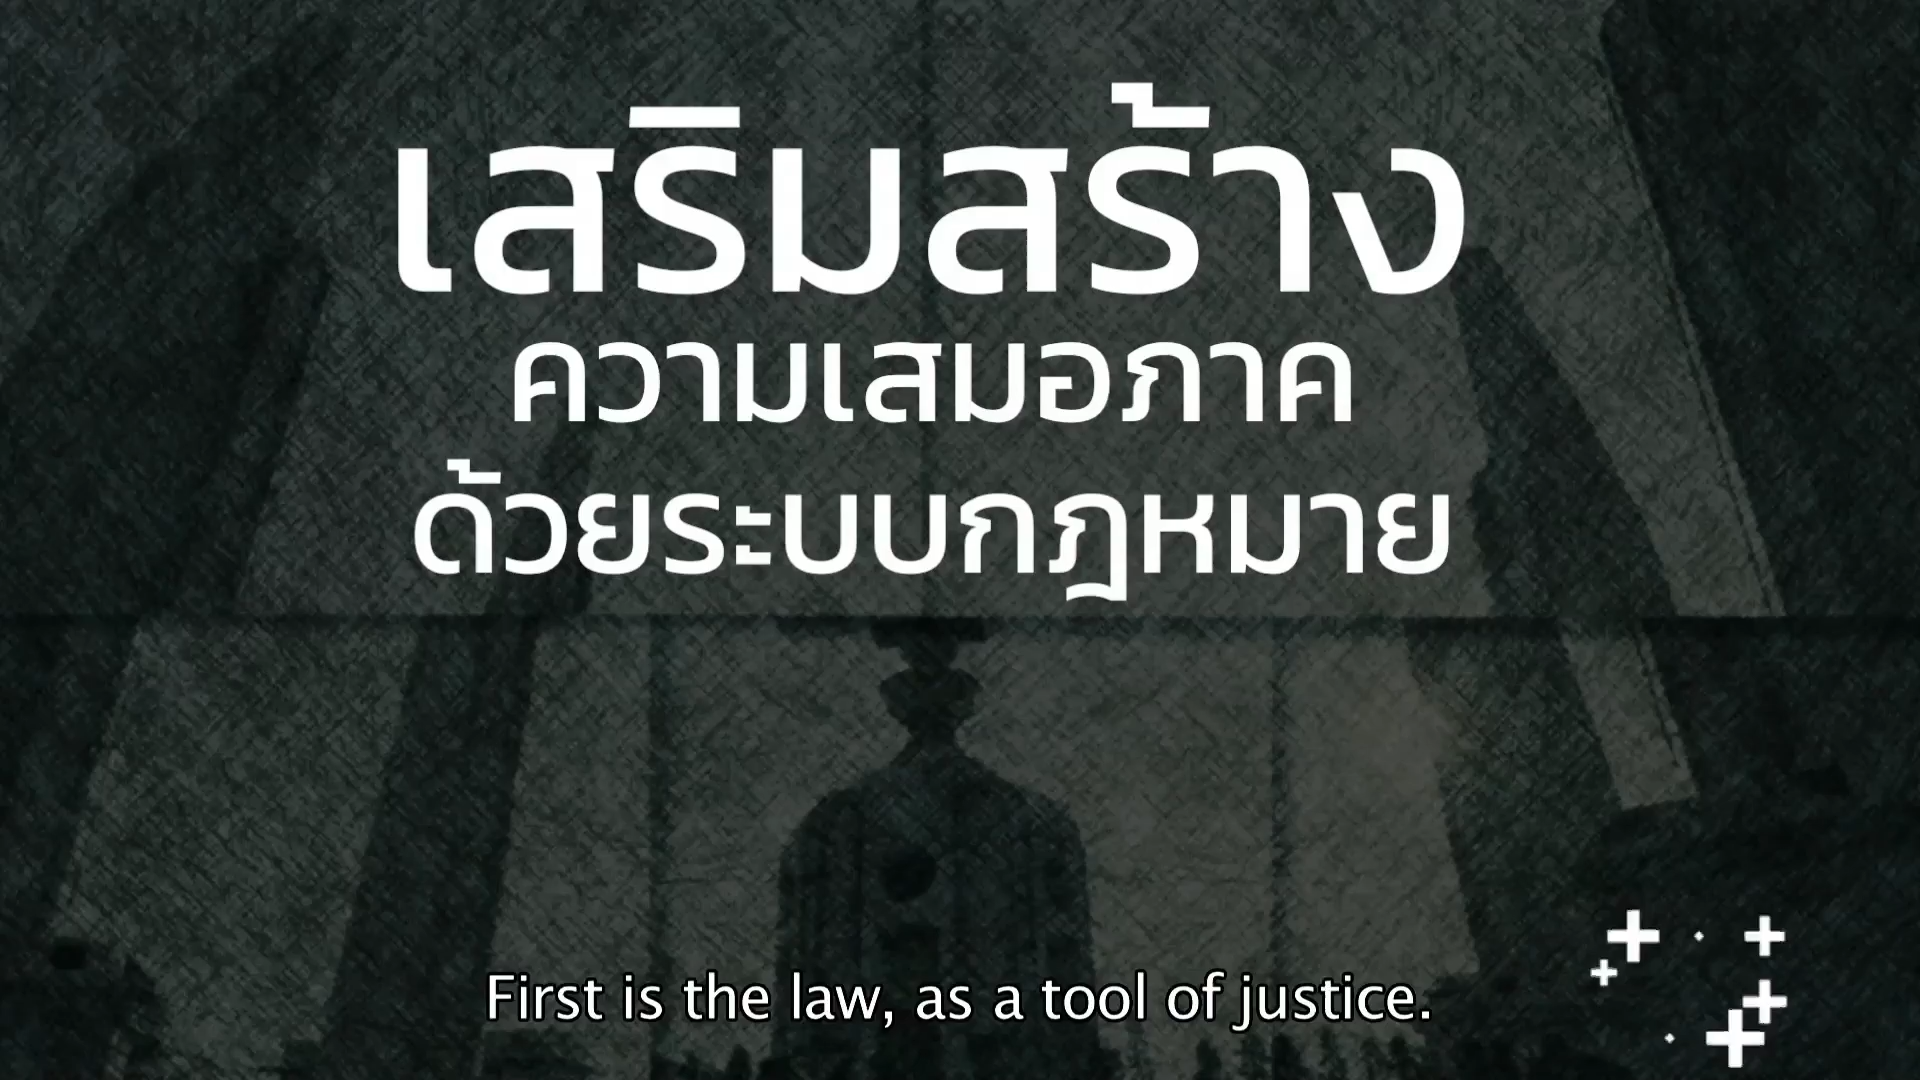 เสริมสร้าง
ความเสมอภาค
ด้วยระบบกฎหมาย
First is the law, as a tool of justice.